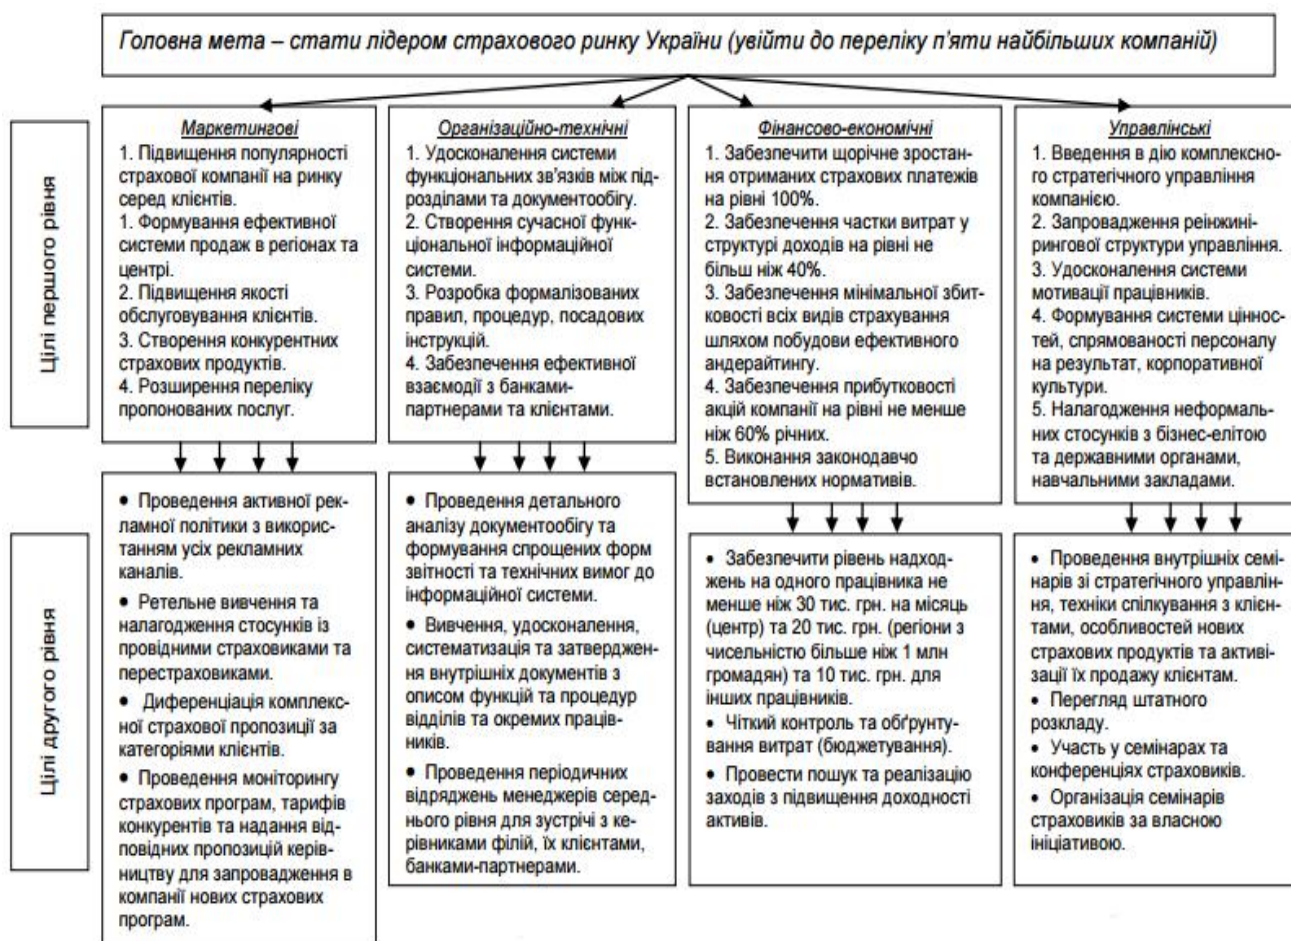 Головна мета – стати лідером страхового ринку України (увійти до переліку п'яти найбільших компаній)
Цілі першого рівня
Маркетингові
1. Підвищення популярності
страхової компанії на ринку
серед клієнтів.
1. Формування ефективної
системи продаж в регіонах та
центрі.
2. Підвищення якості
обслуговування клієнтів.
3. Створення конкурентних
страхових продуктів.
4. Розширення переліку
пропонованих послуг.
Організаційно-технічні
1. Удосконалення системи
функціональних зв'язків між під-
розділами та документообігу.
2. Створення сучасної функ-
ціональної інформаційної
системи.
3. Розробка формалізованих
правил, процедур, посадових
інструкцій.
4. Забезпечення ефективної
взаємодії з банками-
партнерами та клієнтами.
Фінансово-економічні
1. Забезпечити щорічне зростан-
ня отриманих страхових платежів
на рівні 100%.
2. Забезпечення частки витрат у
структурі доходів на рівні не
більш ніж 40%.
3. Забезпечення мінімальної збит-
ковості всіх видів страхування
шляхом побудови ефективного
андерайтингу.
4. Забезпечення прибутковості
акцій компанії на рівні не менше
ніж 60% річних.
5. Виконання законодавчо
встановлених нормативів.
Управлінські
1. Введення в дію комплексно-
го стратегічного управління
компанією.
2. Запровадження реінжині-
рингової структури управління.
3. Удосконалення системи
мотивації працівників.
4. Формування системи ціннос-
тей, спрямованості персоналу
на результат, корпоративної
культури.
5. Налагодження неформаль-
них стосунків з бізнес-елітою
та державними органами,
навчальними закладами.
Цілі другого рівня
• Проведення активної рек-
ламної політики з викорис-
танням усіх рекламних
каналів.
• Ретельне вивчення та
налагодження стосунків із
провідними страховиками та
перестраховиками.
• Диференціація комплекс-
ної страхової пропозиції за
категоріями клієнтів.
• Проведення моніторингу
страхових програм, тарифів
конкурентів та надання від-
повідних пропозицій керів-
ництву для запровадження в
компанії нових страхових
програм.
• Проведення детального
аналізу документообігу та
формування спрощених форм
звітності та технічних вимог до
інформаційної системи.
• Вивчення, удосконалення,
систематизація та затверджен-
ня внутрішніх документів з
описом функцій та процедур
відділів та окремих праців-
ників.
• Проведення періодичних
відряджень менеджерів серед-
нього рівня для зустрічі з ке-
рівниками філій, їх клієнтами,
банками-партнерами.
• Забезпечити рівень надход-
жень на одного працівника не
менше ніж 30 тис. грн. на місяць
(центр) та 20 тис. грн. (регіони з
чисельністю більше ніж 1 млн
громадян) та 10 тис. грн. для
інших працівників.
• Чіткий контроль та обґрунту-
вання витрат (бюджетування).
• Провести пошук та реалізацію
заходів з підвищення доходності
активів.
• Проведення внутрішніх семі-
нарів зі стратегічного управлін-
ня, техніки спілкування з клієн-
тами, особливостей нових
страхових продуктів та активі-
зації їх продажу клієнтам.
• Перегляд штатного
розкладу.
• Участь у семінарах та
конференціях страховиків.
• Організація семінарів
страховиків за власною
ініціативою.